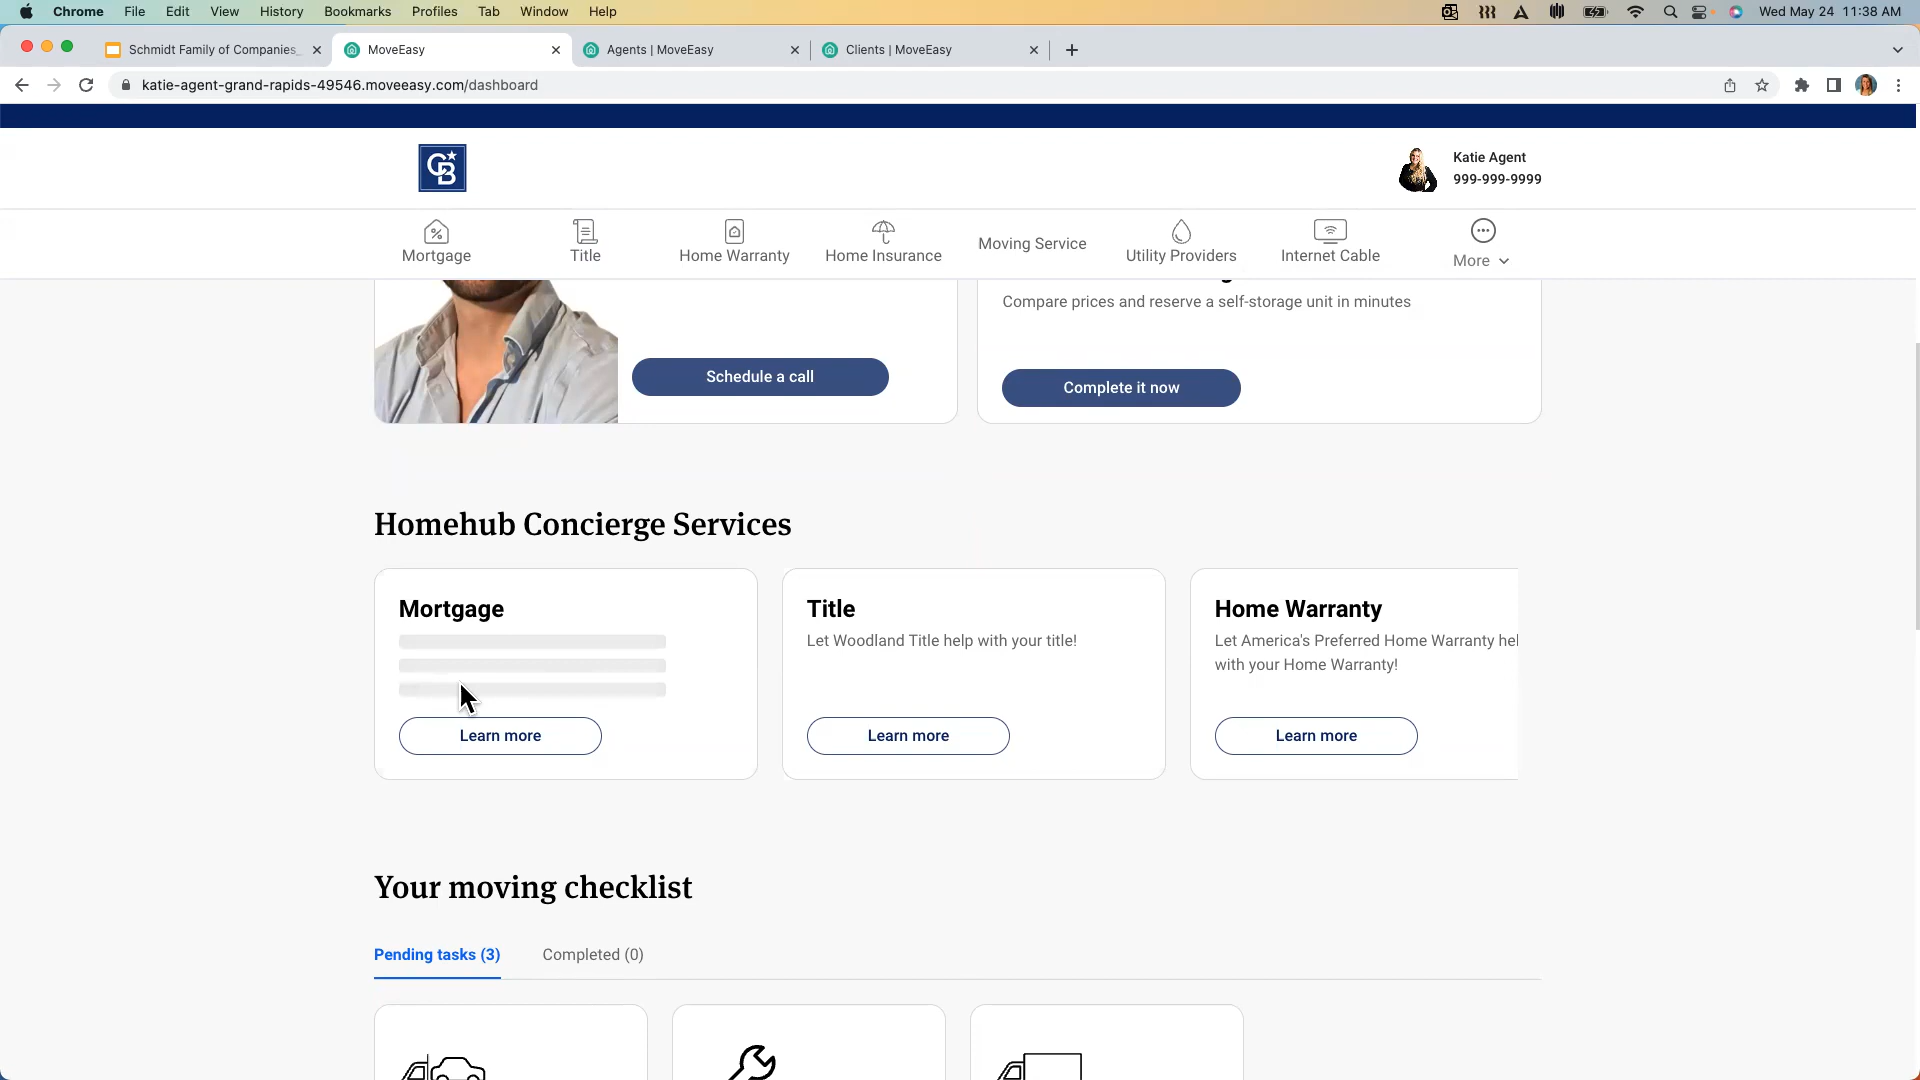 Chrome File Edit View History Bookmarks Profiles Tab Window Help Wed May 24 11:38 AM
Schmidt Family of Companies_ MoveEasy Agents | MoveEasy Clients | MoveEasy
katie-agent-grand-rapids-49546.moveeasy.com/dashboard
CB
Katie Agent
999-999-9999
Mortgage Title Home Warranty Home Insurance Moving Service Utility Providers Internet Cable More
Compare prices and reserve a self-storage unit in minutes
Schedule a call
Complete it now
Homehub Concierge Services
Mortgage
Learn more
Title
Let Woodland Title help with your title!
Learn more
Home Warranty
Let America's Preferred Home Warranty hel
with your Home Warranty!
Learn more
Your moving checklist
Pending tasks (3) Completed (0)